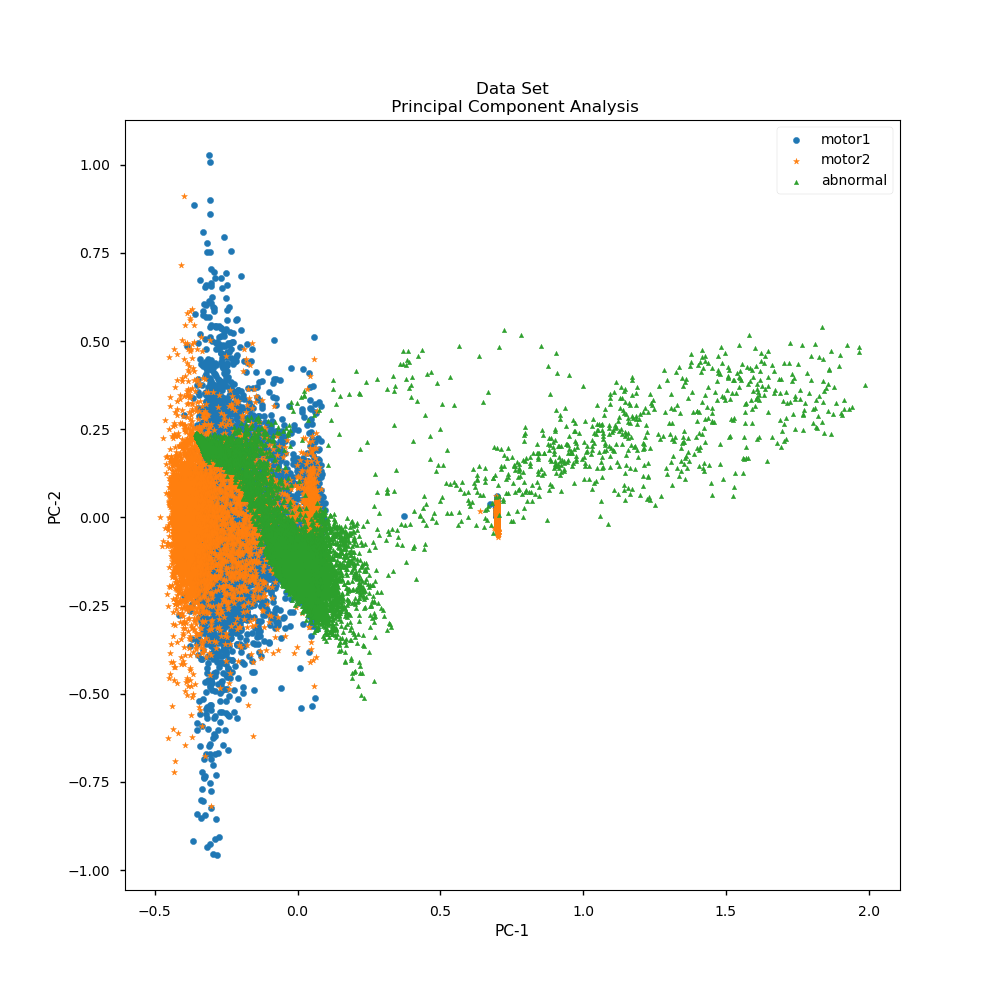 Data Set
Principal Component Analysis
motor1
motor2
abnormal
1.00
0.75
0.50
0.25
0.00
−0.25
−0.50
−0.75
−1.00
PC-2
−0.5
0.0
0.5
1.0
1.5
2.0
PC-1